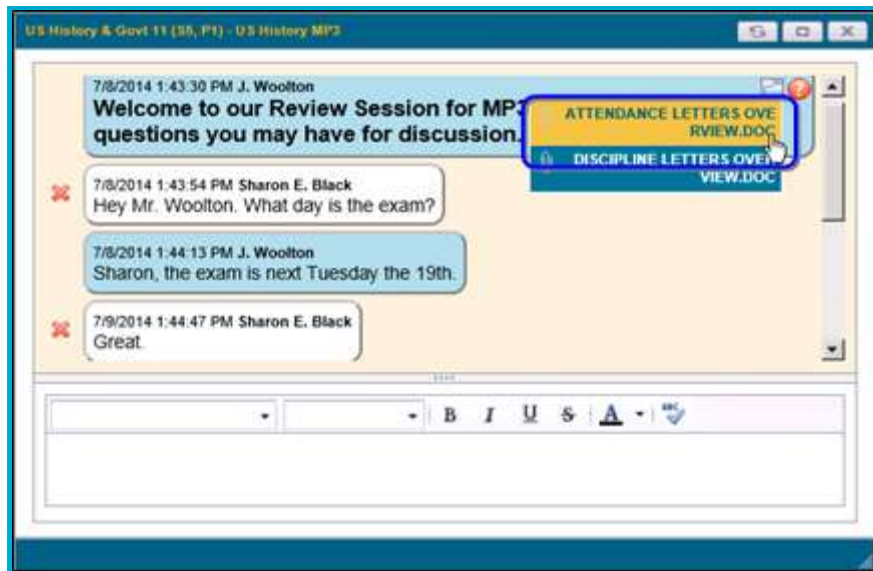 US History & Govt 11 (S5, P1) - US History MP3
7/8/2014 1:43:30 PM J. Woolton
Welcome to our Review Session for MP3
questions you may have for discussion.
ATTENDANCE LETTERS OVE
RVIEW.DOC
DISCIPLINE LETTERS OVER
VIEW.DOC
7/8/2014 1:43:54 PM Sharon E. Black
Hey Mr. Woolton. What day is the exam?
7/8/2014 1:44:13 PM J. Woolton
Sharon, the exam is next Tuesday the 19th.
7/9/2014 1:44:47 PM Sharon E. Black
Great.
B I U S A ABC